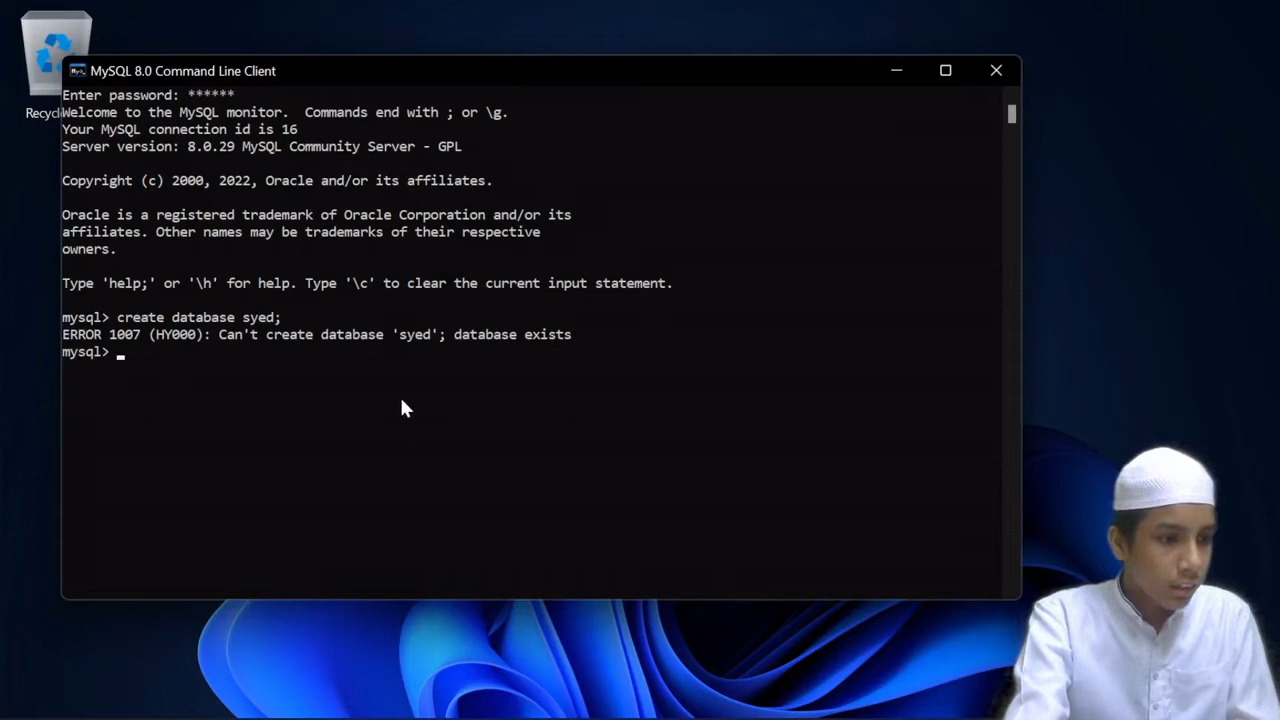 MySQL 8.0 Command Line Client
Enter password: ******
Recyc
Welcome to the MySQL monitor.  Commands end with ; or \g.
Your MySQL connection id is 16
Server version: 8.0.29 MySQL Community Server - GPL
Copyright (c) 2000, 2022, Oracle and/or its affiliates.
Oracle is a registered trademark of Oracle Corporation and/or its
affiliates. Other names may be trademarks of their respective
owners.
Type 'help;' or '\h' for help. Type '\c' to clear the current input statement.
mysql> create database syed;
ERROR 1007 (HY000): Can't create database 'syed'; database exists
mysql>